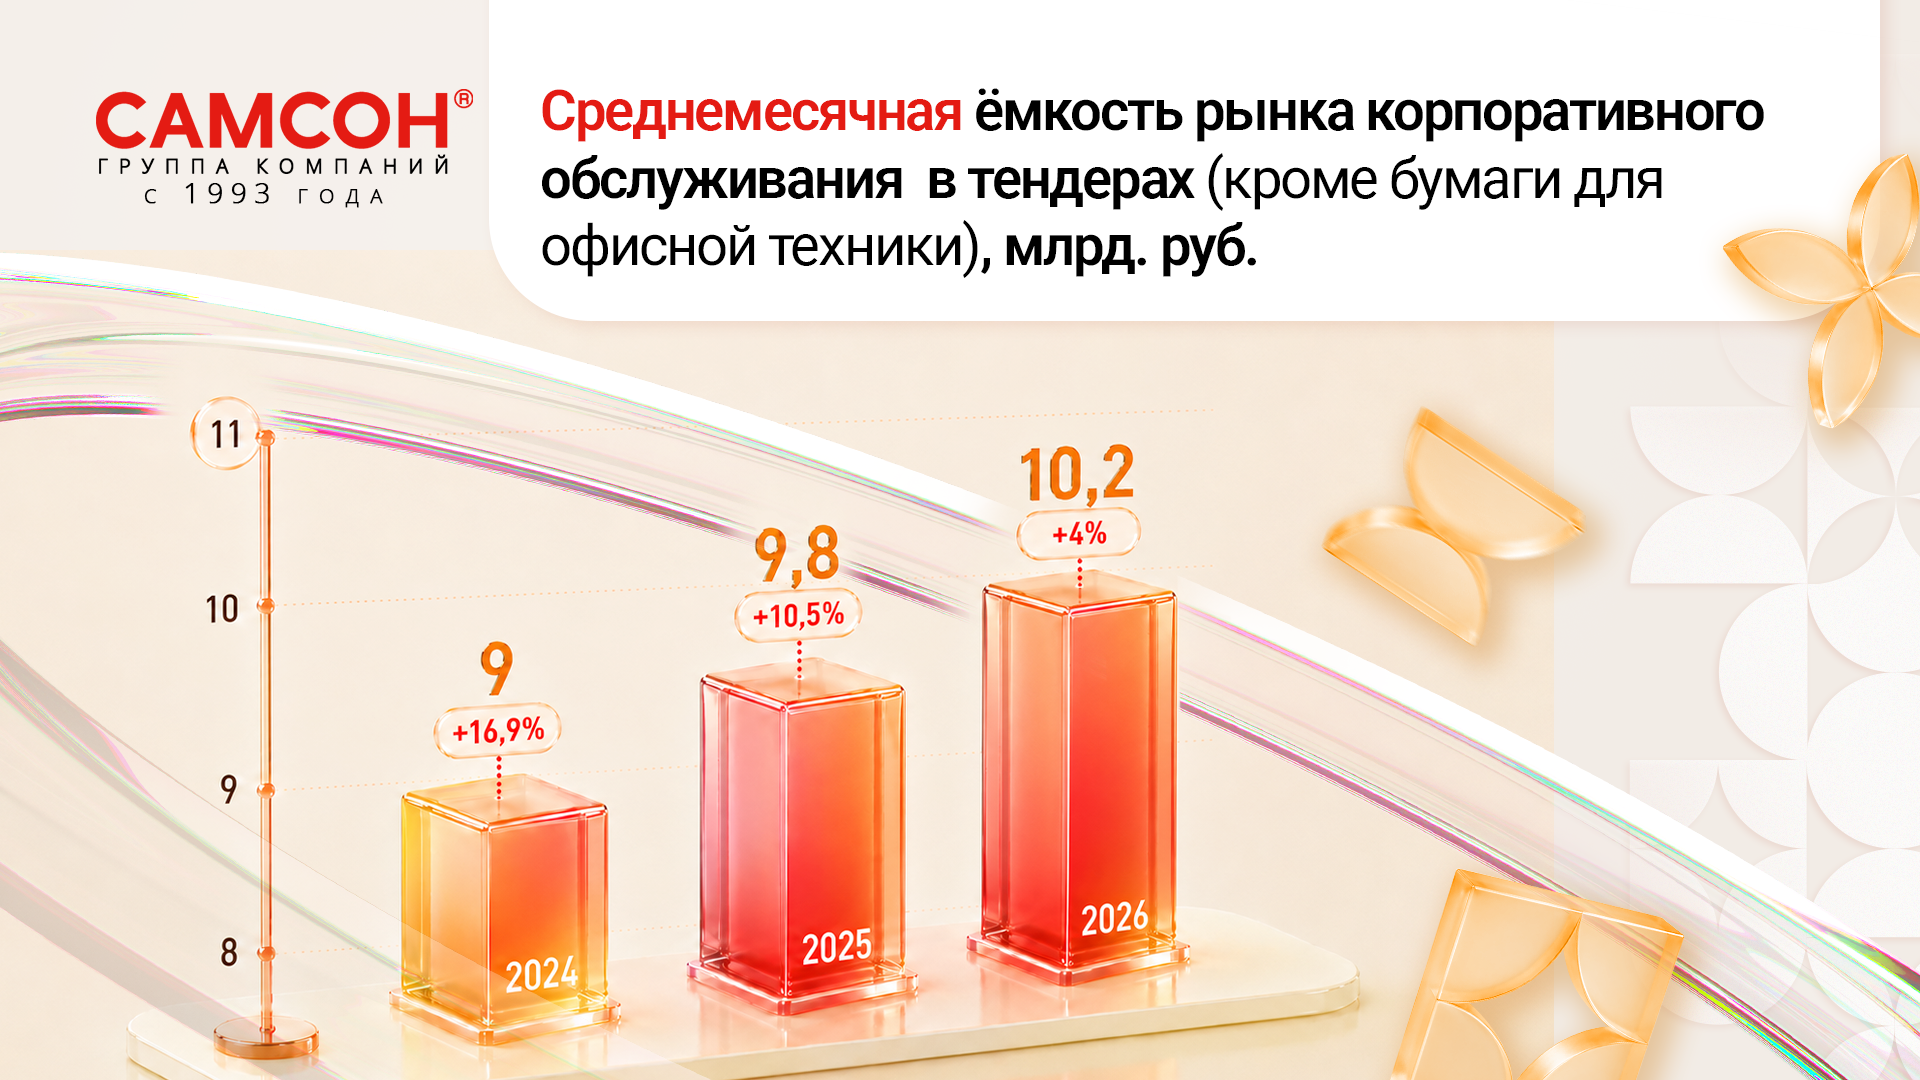 САМСОН®
ГРУППА КОМПАНИЙ
С 1993 ГОДА
Среднемесячная ёмкость рынка корпоративного
обслуживания в тендерах (кроме бумаги для
офисной техники), млрд. руб.
11
10
9
8
9
+16,9%
2024
9,8
+10,5%
2025
10,2
+4%
2026